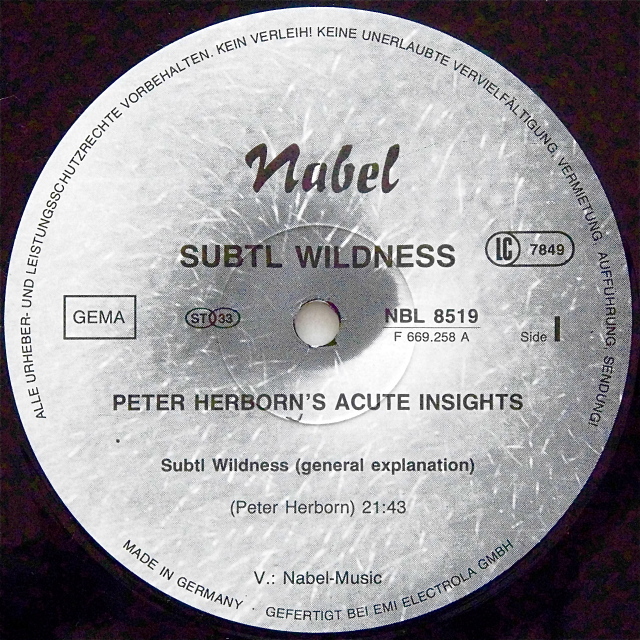 ALLE URHEBER- UND LEISTUNGSSCHUTZRECHTE VORBEHALTEN. KEIN VERLEIH! KEINE UNERLAUBTE VERVIELFÄLTIGUNG, VERMIETUNG, AUFFÜHRUNG, SENDUNG!
Nabel
SUBTL WILDNESS
LC 7849
GEMA
ST 33
NBL 8519
F 669.258 A
Side I
PETER HERBORN'S ACUTE INSIGHTS
Subtl Wildness (general explanation)
(Peter Herborn) 21:43
V.: Nabel-Music
MADE IN GERMANY · GEFERTIGT BEI EMI ELECTROLA GMBH